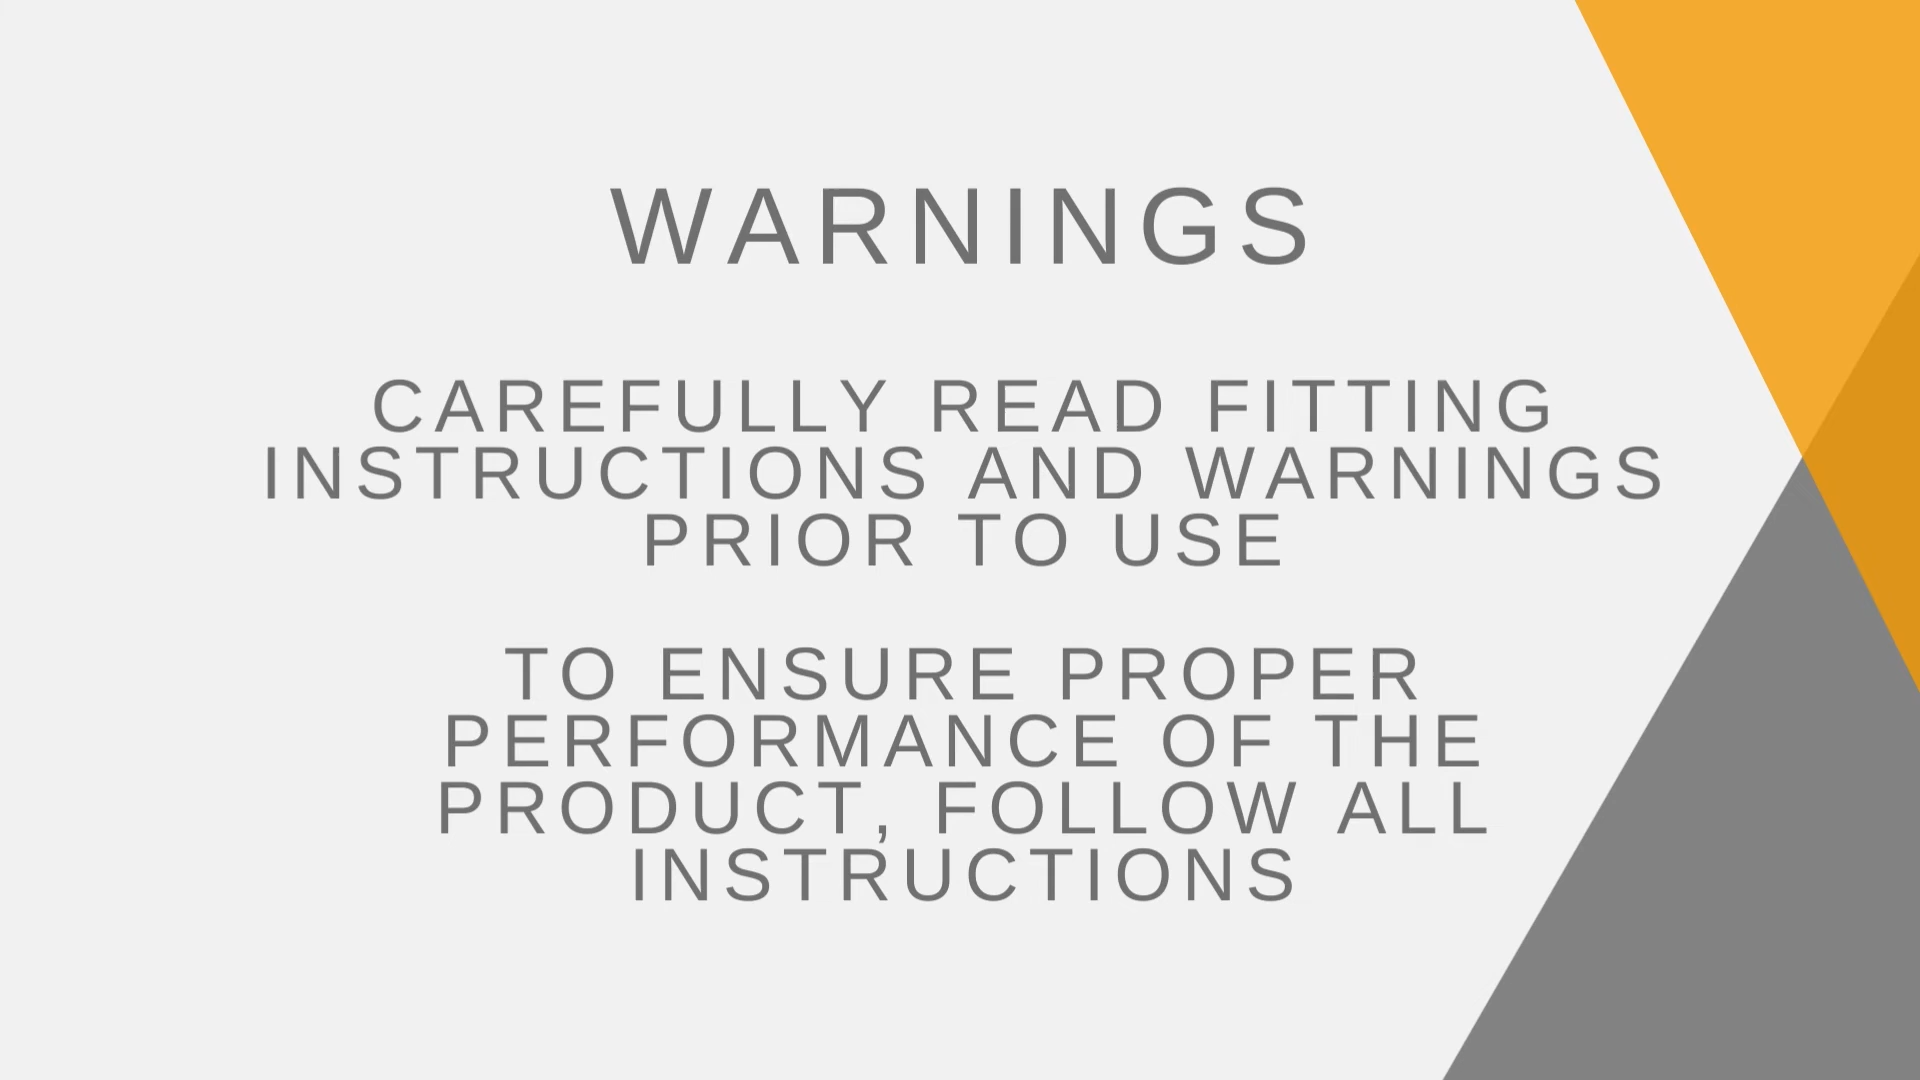 WARNINGS
CAREFULLY READ FITTING
INSTRUCTIONS AND WARNINGS
PRIOR TO USE
TO ENSURE PROPER
PERFORMANCE OF THE
PRODUCT, FOLLOW ALL
INSTRUCTIONS